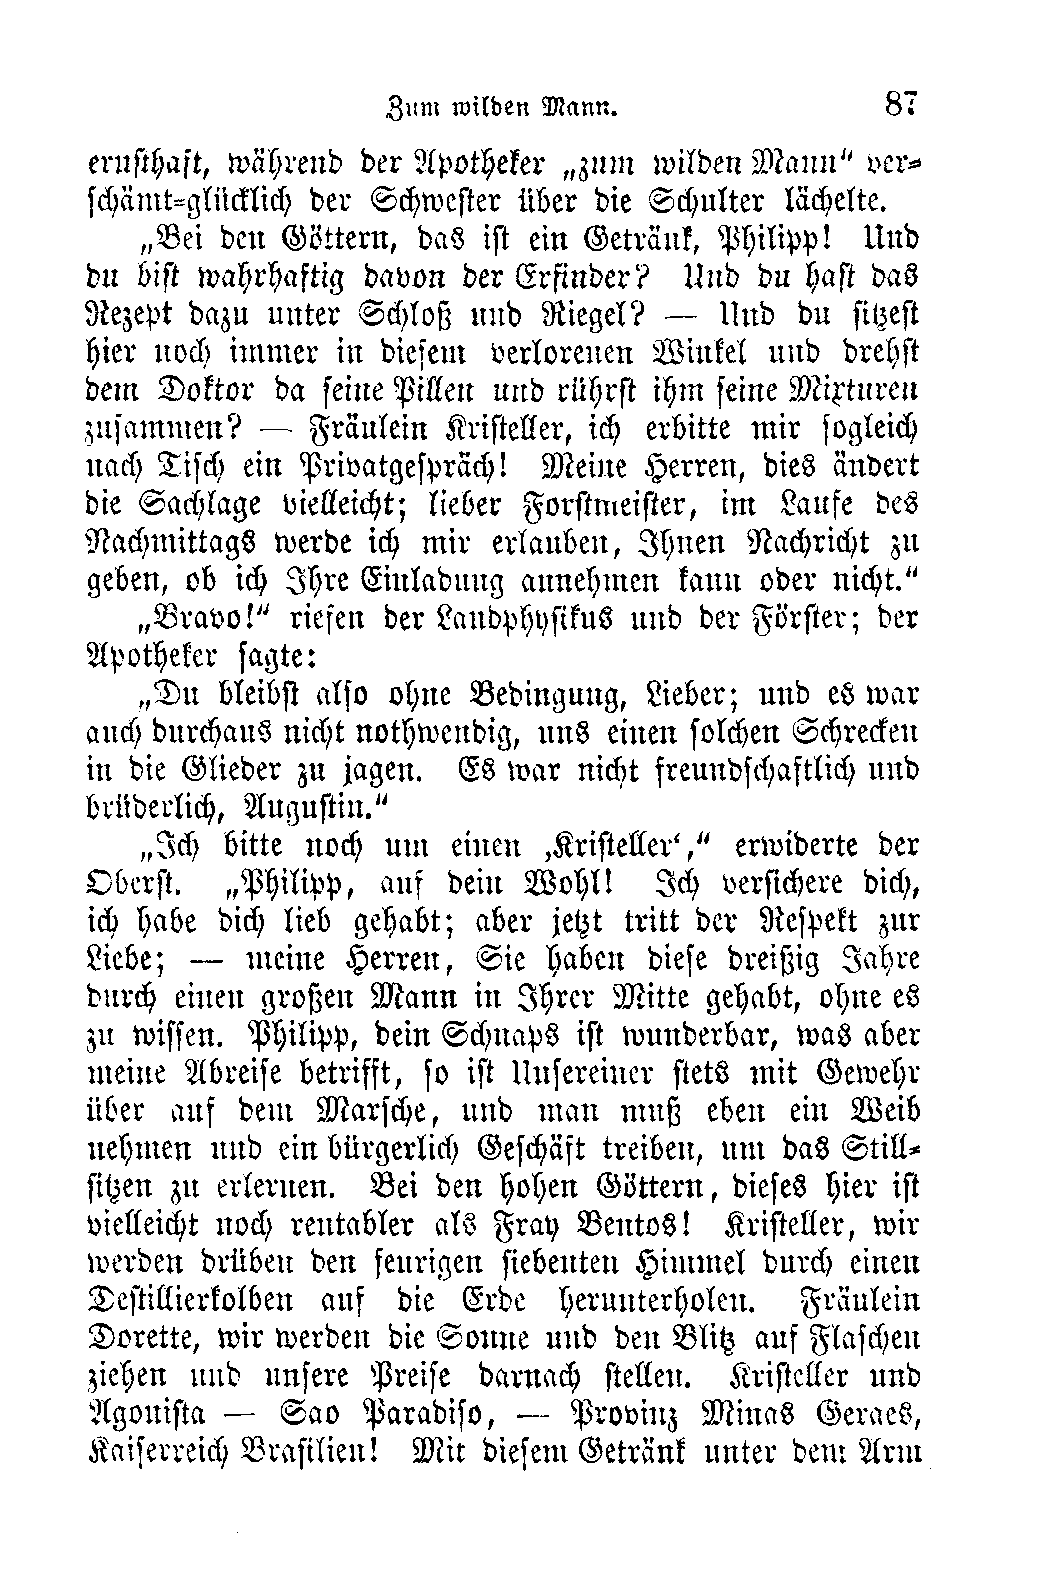 Zum wilden Mann. 87
ernsthaft, während der Apotheker „zum wilden Mann“ ver-
schämt-glücklich der Schwester über die Schulter lächelte.
„Bei den Göttern, das ist ein Getränk, Philipp! Und
du bist wahrhaftig davon der Erfinder? Und du hast das
Rezept dazu unter Schloß und Riegel? — Und du sitzest
hier noch immer in diesem verlorenen Winkel und drehst
dem Doktor da seine Pillen und rührst ihm seine Mixturen
zusammen? — Fräulein Kristeller, ich erbitte mir sogleich
nach Tisch ein Privatgespräch! Meine Herren, dies ändert
die Sachlage vielleicht; lieber Forstmeister, im Laufe des
Nachmittags werde ich mir erlauben, Ihnen Nachricht zu
geben, ob ich Ihre Einladung annehmen kann oder nicht.“
„Bravo!“ riefen der Landphysikus und der Förster; der
Apotheker sagte:
„Du bleibst also ohne Bedingung, Lieber; und es war
auch durchaus nicht nothwendig, uns einen solchen Schrecken
in die Glieder zu jagen. Es war nicht freundschaftlich und
brüderlich, Augustin.“
„Ich bitte noch um einen ‚Kristeller‘,“ erwiderte der
Oberst. „Philipp, auf dein Wohl! Ich versichere dich,
ich habe dich lieb gehabt; aber jetzt tritt der Respekt zur
Liebe; — meine Herren, Sie haben diese dreißig Jahre
durch einen großen Mann in Ihrer Mitte gehabt, ohne es
zu wissen. Philipp, dein Schnaps ist wunderbar, was aber
meine Abreise betrifft, so ist Unsereiner stets mit Gewehr
über auf dem Marsche, und man muß eben ein Weib
nehmen und ein bürgerlich Geschäft treiben, um das Still-
sitzen zu erlernen. Bei den hohen Göttern, dieses hier ist
vielleicht noch rentabler als Fray Bentos! Kristeller, wir
werden drüben den feurigen siebenten Himmel durch einen
Destillierkolben auf die Erde herunterholen. Fräulein
Dorette, wir werden die Sonne und den Blitz auf Flaschen
ziehen und unsere Preise darnach stellen. Kristeller und
Agonista — Sao Paradiso, — Provinz Minas Geraes,
Kaiserreich Brasilien! Mit diesem Getränk unter dem Arm